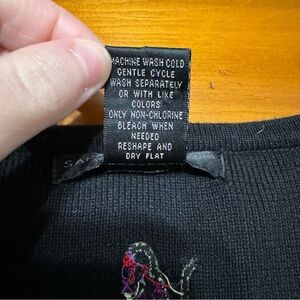 MACHINE WASH COLD
GENTLE CYCLE
WASH SEPARATELY
OR WITH LIKE
COLORS
ONLY NON-CHLORINE
BLEACH WHEN
NEEDED
RESHAPE AND
DRY FLAT